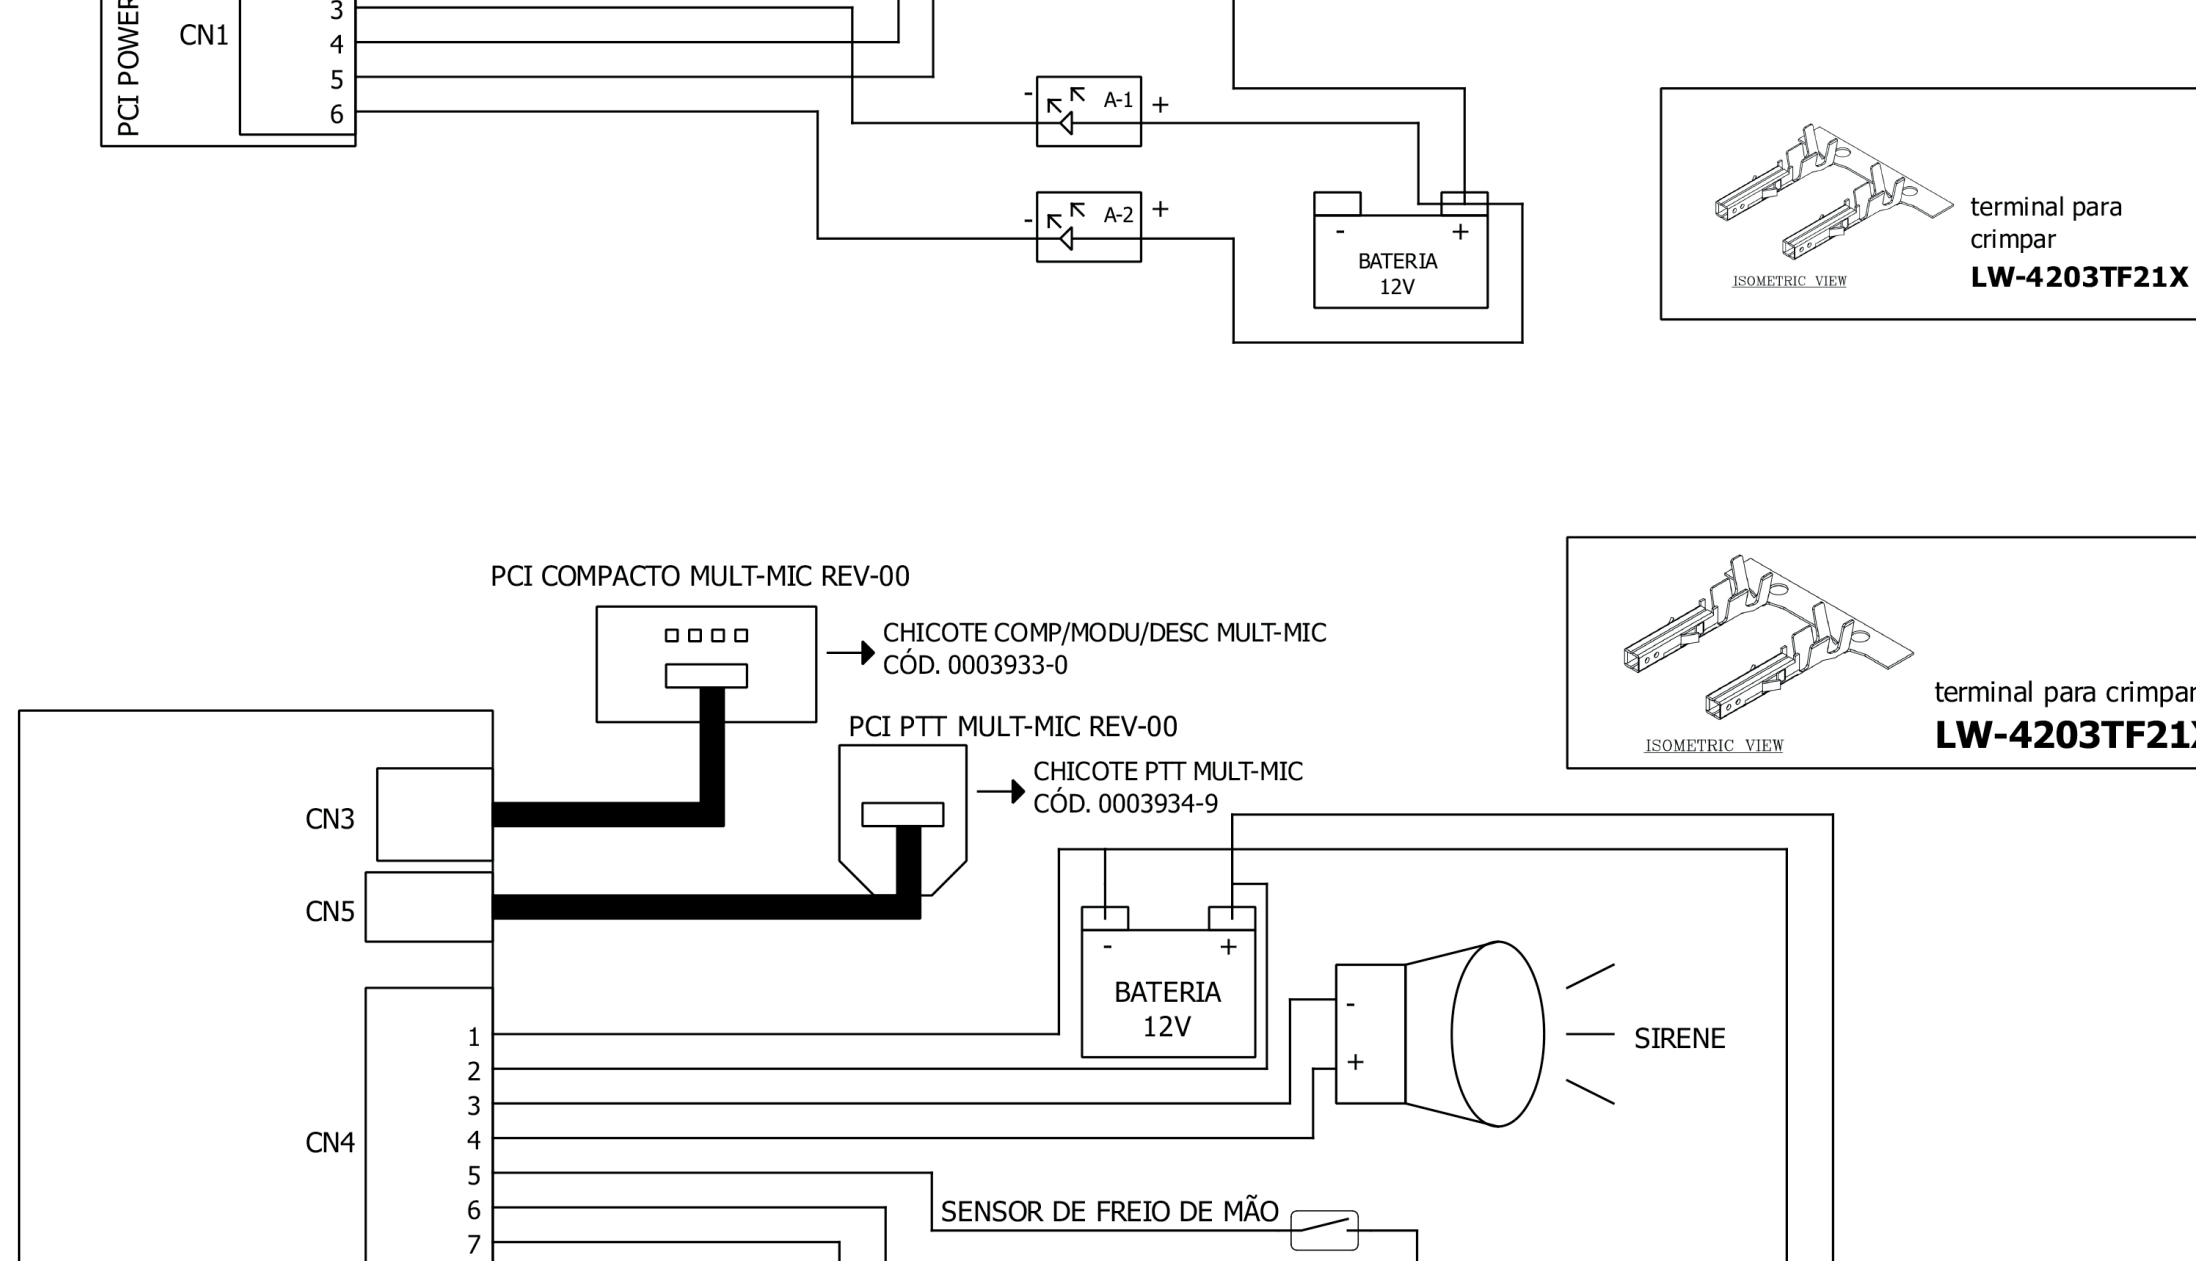 PCI POWER
CN1
3
4
5
6
- A-1 +
- A-2 +
- +
BATERIA
12V
ISOMETRIC VIEW
terminal para
crimpar
LW-4203TF21X
PCI COMPACTO MULT-MIC REV-00
CHICOTE COMP/MODU/DESC MULT-MIC
CÓD. 0003933-0
PCI PTT MULT-MIC REV-00
CHICOTE PTT MULT-MIC
CÓD. 0003934-9
ISOMETRIC VIEW
terminal para crimpar
LW-4203TF21X
CN3
CN5
- +
BATERIA
12V
-
+
SIRENE
CN4
1
2
3
4
5
6
7
SENSOR DE FREIO DE MÃO